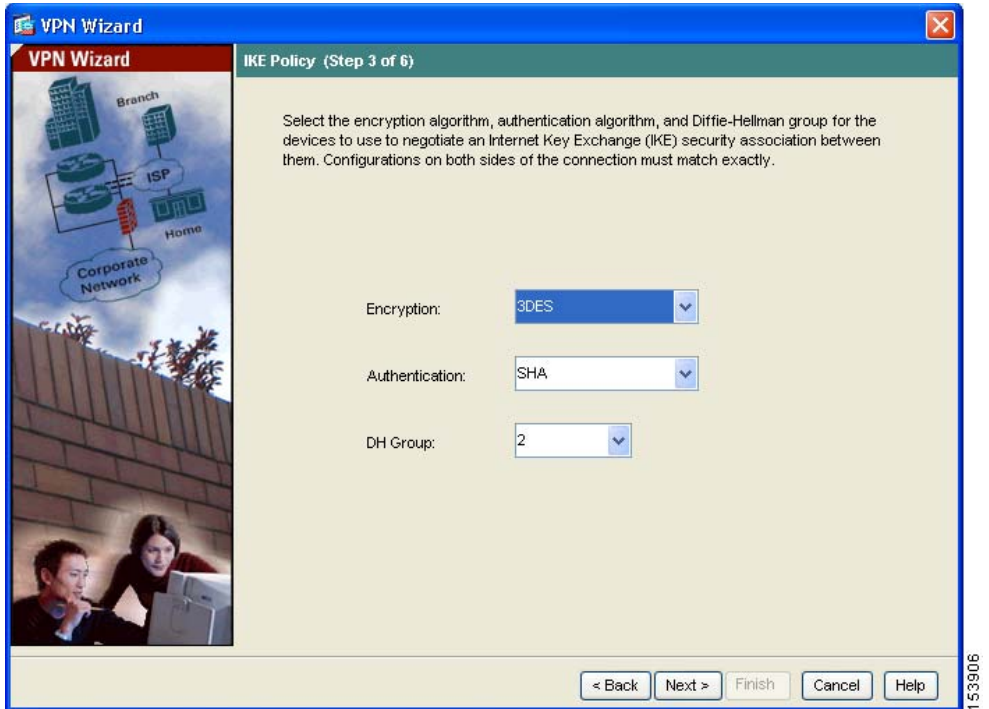 VPN Wizard
VPN Wizard
IKE Policy (Step 3 of 6)
Branch
ISP
Home
Corporate
Network
Select the encryption algorithm, authentication algorithm, and Diffie-Hellman group for the
devices to use to negotiate an Internet Key Exchange (IKE) security association between
them. Configurations on both sides of the connection must match exactly.
Encryption: 3DES
Authentication: SHA
DH Group: 2
< Back Next > Finish Cancel Help
153906